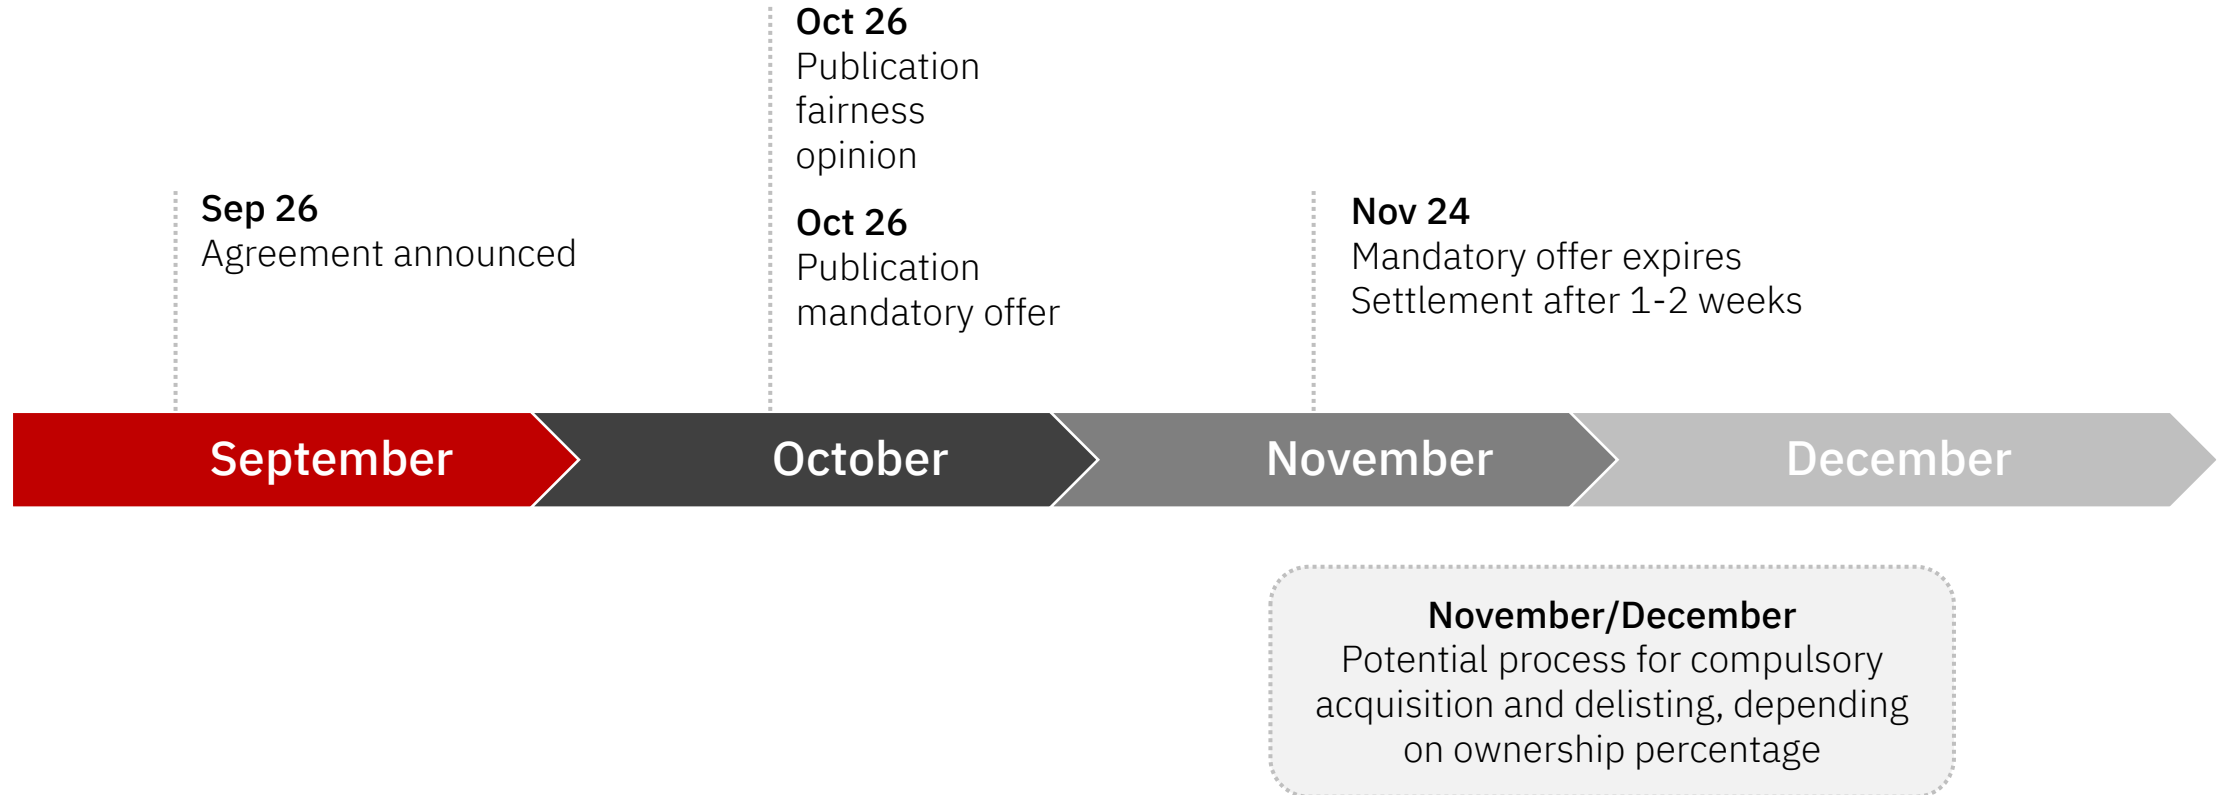 Oct 26
Publication
fairness
opinion
Sep 26
Agreement announced
Oct 26
Publication
mandatory offer
Nov 24
Mandatory offer expires
Settlement after 1-2 weeks
September
October
November
December
November/December
Potential process for compulsory
acquisition and delisting, depending
on ownership percentage